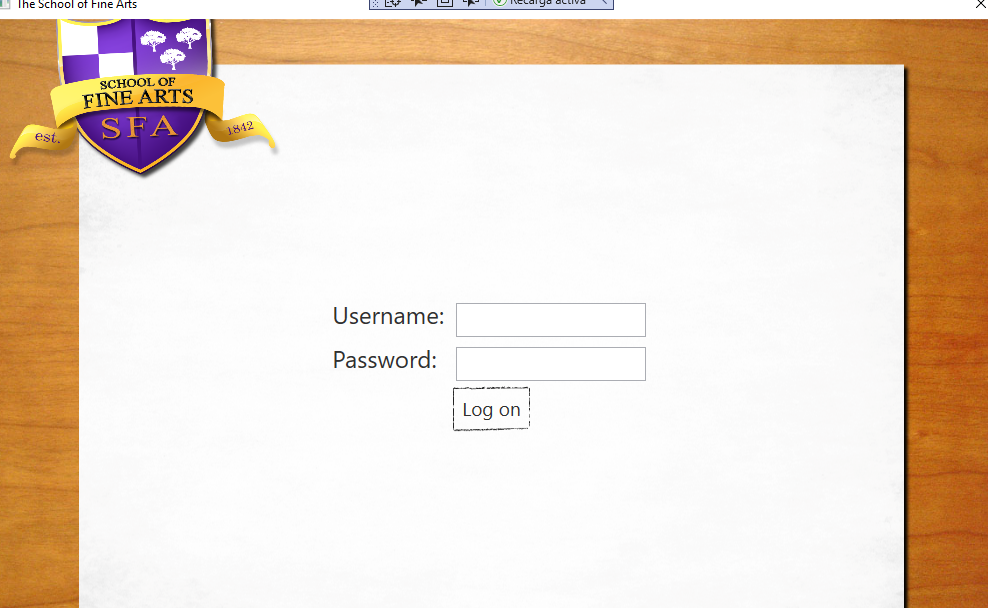 The School of Fine Arts
Recarga activa
SCHOOL OF
FINE ARTS
SFA
est.
1842
Username:
Password:
Log on